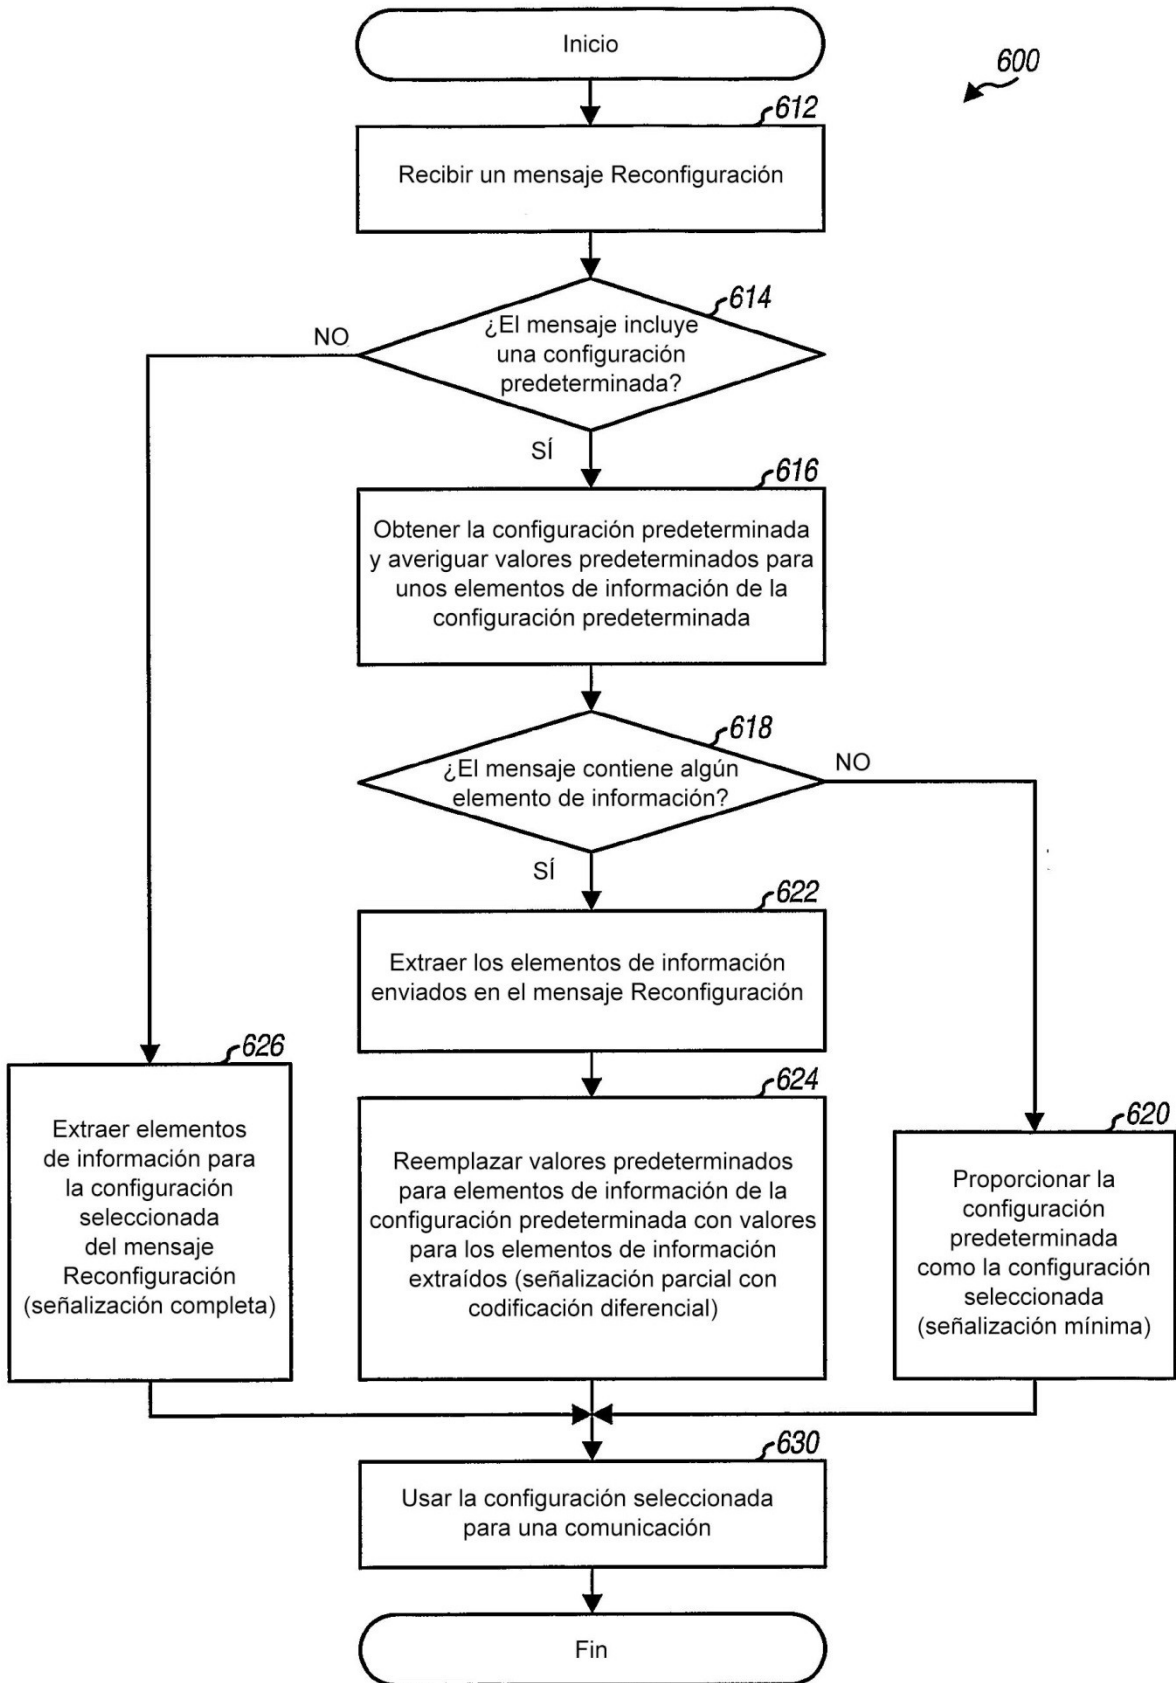 Inicio
600
612
Recibir un mensaje Reconfiguración
614
¿El mensaje incluye
una configuración
predeterminada?
NO
SÍ
616
Obtener la configuración predeterminada
y averiguar valores predeterminados para
unos elementos de información de la
configuración predeterminada
618
¿El mensaje contiene algún
elemento de información?
NO
SÍ
622
Extraer los elementos de información
enviados en el mensaje Reconfiguración
626
Extraer elementos
de información para
la configuración
seleccionada
del mensaje
Reconfiguración
(señalización completa)
624
Reemplazar valores predeterminados
para elementos de información de la
configuración predeterminada con valores
para los elementos de información
extraídos (señalización parcial con
codificación diferencial)
620
Proporcionar la
configuración
predeterminada
como la configuración
seleccionada
(señalización mínima)
630
Usar la configuración seleccionada
para una comunicación
Fin